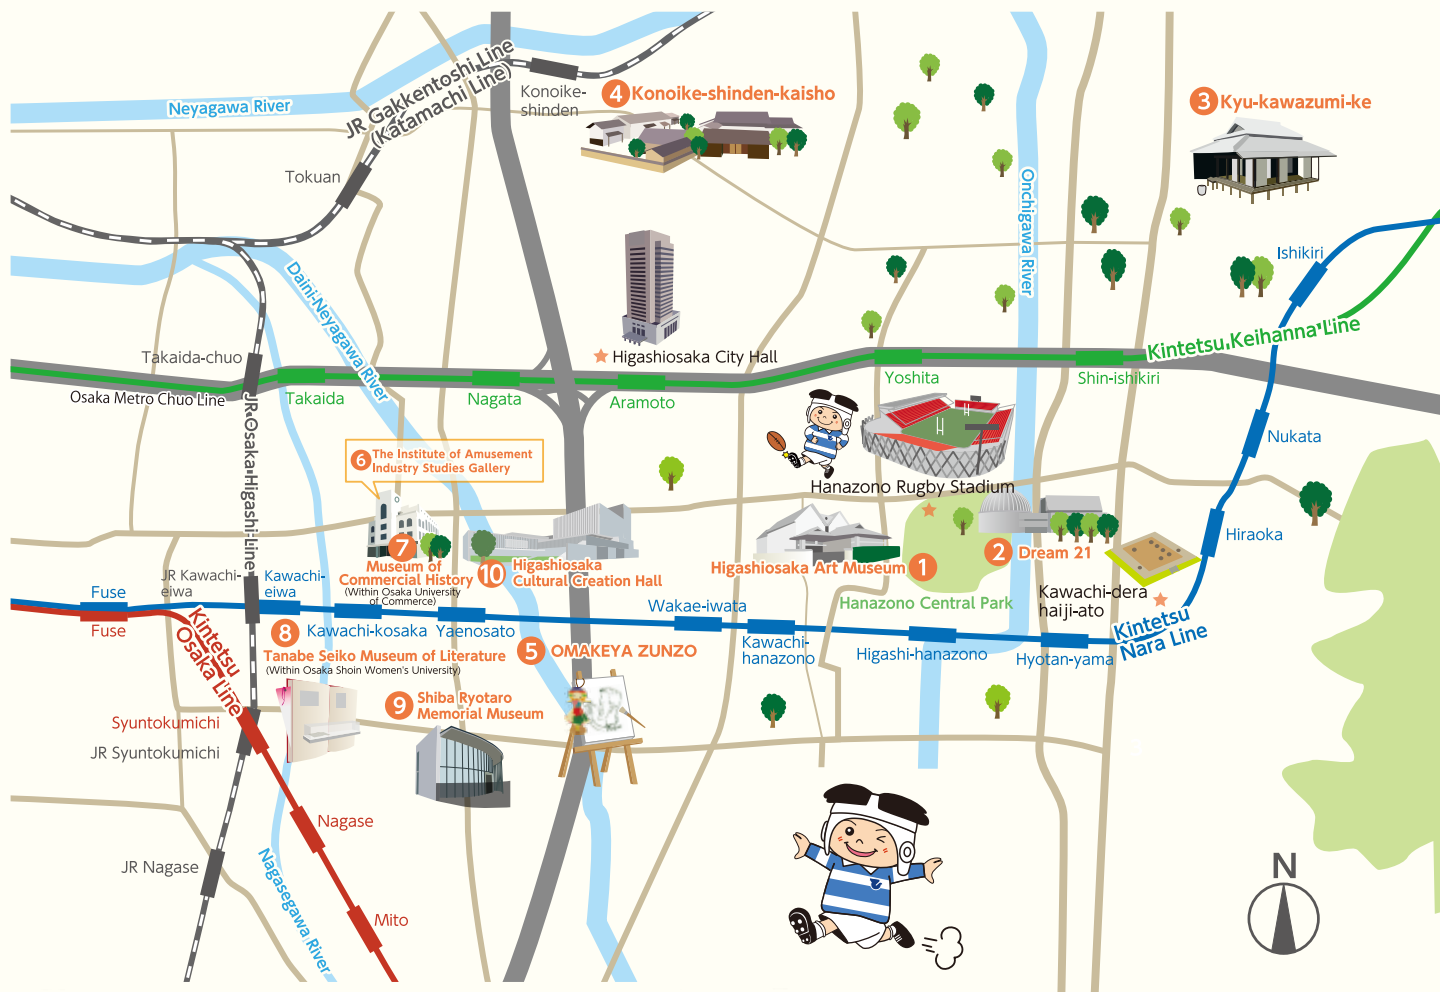 Neyagawa River
JR Gakkentoshi Line
(Katamachi Line)
Konoike-
shinden
4 Konoike-shinden-kaisho
3 Kyu-kawazumi-ke
Tokuan
Onchigawa River
Ishikiri
Daini-Neyagawa River
Kintetsu Keihanna Line
Takaida-chuo
Higashiosaka City Hall
Yoshita
Shin-ishikiri
Osaka Metro Chuo Line
Takaida
Nagata
Aramoto
JR Osaka-Higashi-Line
Nukata
6 The Institute of Amusement
Industry Studies Gallery
Hanazono Rugby Stadium
Hiraoka
7
Museum of
Commercial History
(Within Osaka University
of Commerce)
10 Higashiosaka
Cultural Creation Hall
Higashiosaka Art Museum 1
2 Dream 21
Hanazono Central Park
Kawachi-dera
haiji-ato
JR Kawachi-
eiwa
Kawachi-
eiwa
Fuse
Fuse
Kintetsu
Osaka Line
8
Kawachi-kosaka
Yaenosato
Wakae-iwata
Kawachi-
hanazono
Higashi-hanazono
Hyotan-yama
Kintetsu
Nara Line
Tanabe Seiko Museum of Literature
(Within Osaka Shoin Women's University)
5 OMAKEYA ZUNZO
9 Shiba Ryotaro
Memorial Museum
Syuntokumichi
JR Syuntokumichi
Nagase
JR Nagase
Nagasegawa River
Mito
N